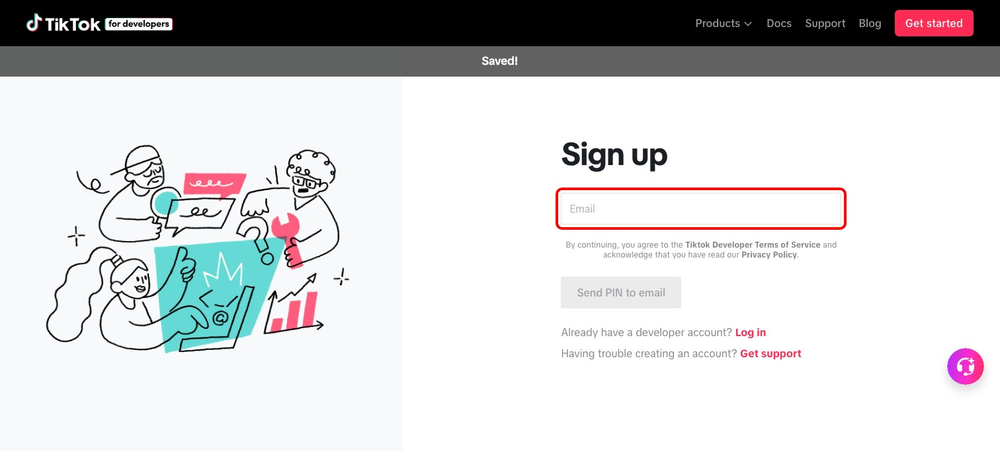 TikTok for developers
Products
Docs
Support
Blog
Get started
Saved!
Sign up
Email
By continuing, you agree to the Tiktok Developer Terms of Service and
acknowledge that you have read our Privacy Policy.
Send PIN to email
Already have a developer account? Log in
Having trouble creating an account? Get support